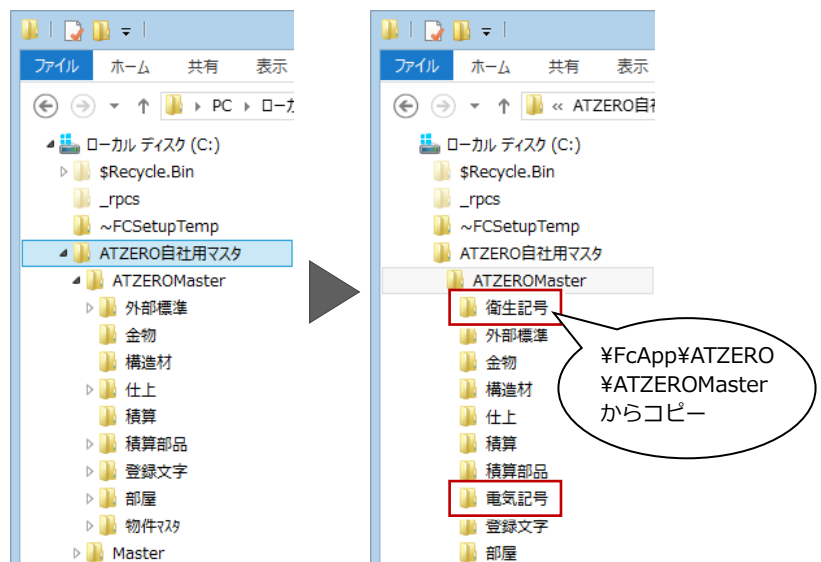 ファイル ホーム 共有 表示
PC ローカ
ローカル ディスク (C:)
$Recycle.Bin
_rpcs
~FCSetupTemp
ATZERO自社用マスタ
ATZEROMaster
外部標準
金物
構造材
仕上
積算
積算部品
登録文字
部屋
物件マスタ
Master
ファイル ホーム 共有 表示
« ATZERO自社
ローカル ディスク (C:)
$Recycle.Bin
_rpcs
~FCSetupTemp
ATZERO自社用マスタ
ATZEROMaster
衛生記号
外部標準
金物
構造材
仕上
積算
積算部品
電気記号
登録文字
部屋
¥FcApp¥ATZERO
¥ATZEROMaster
からコピー